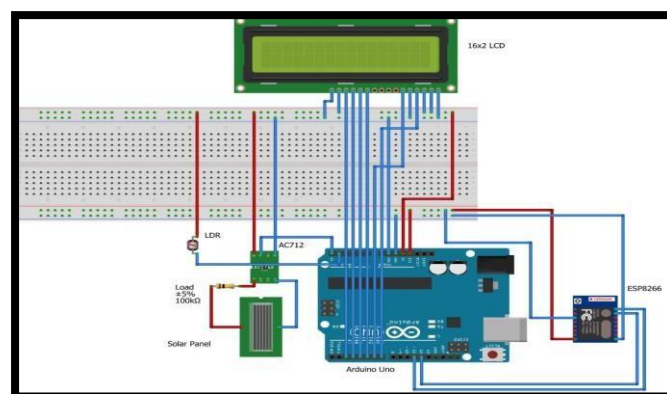 16x2 LCD
LDR
AC712
Load
±5%
100kΩ
Solar Panel
ESP8266
Arduino Uno